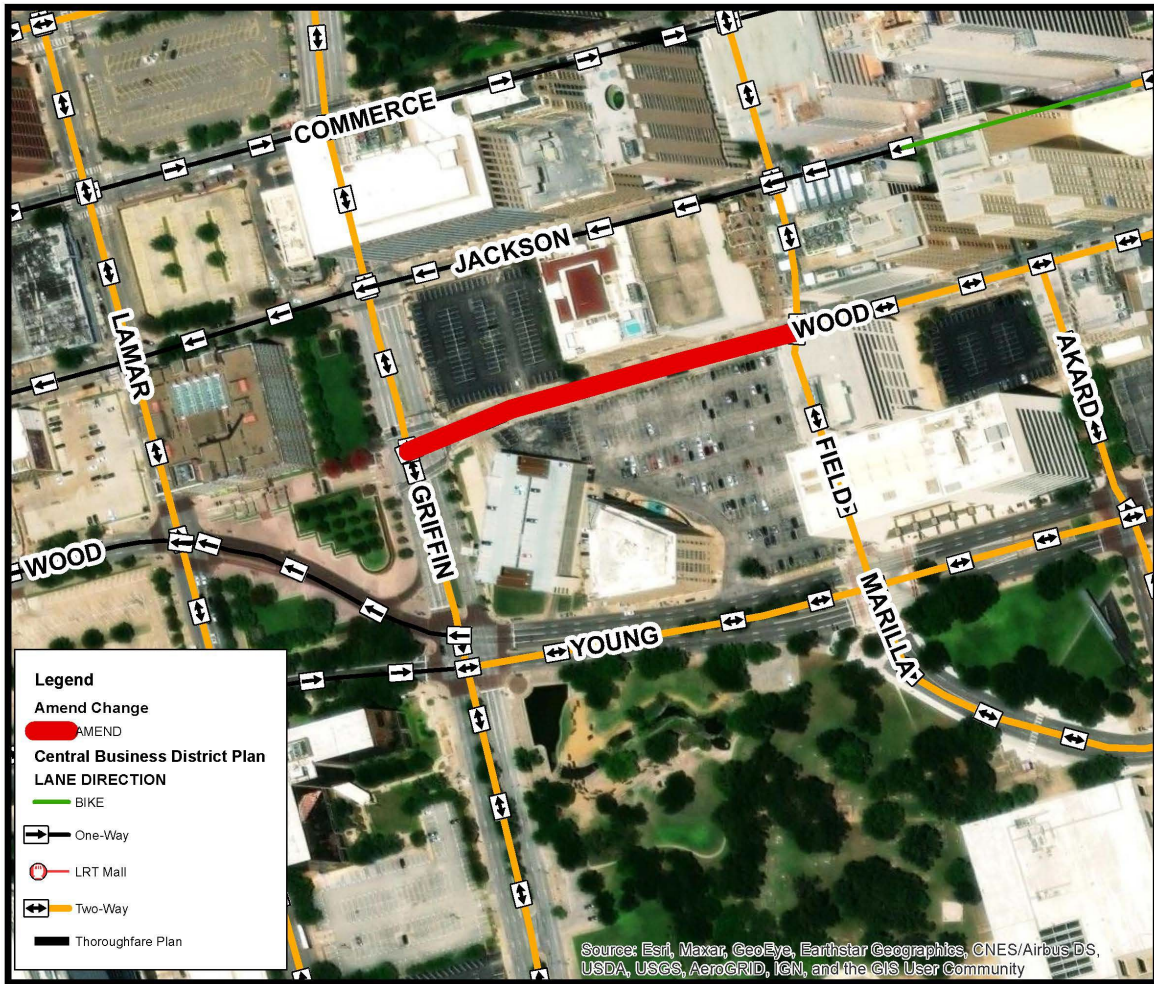 COMMERCE
JACKSON
LAMAR
WOOD
AKARD
FIELD
GRIFFIN
WOOD
MARILLA
YOUNG
Legend
Amend Change
AMEND
Central Business District Plan
LANE DIRECTION
BIKE
One-Way
LRT Mall
Two-Way
Thoroughfare Plan
Source: Esri, Maxar, GeoEye, Earthstar Geographics, CNES/Airbus DS,
USDA, USGS, AeroGRID, IGN, and the GIS User Community